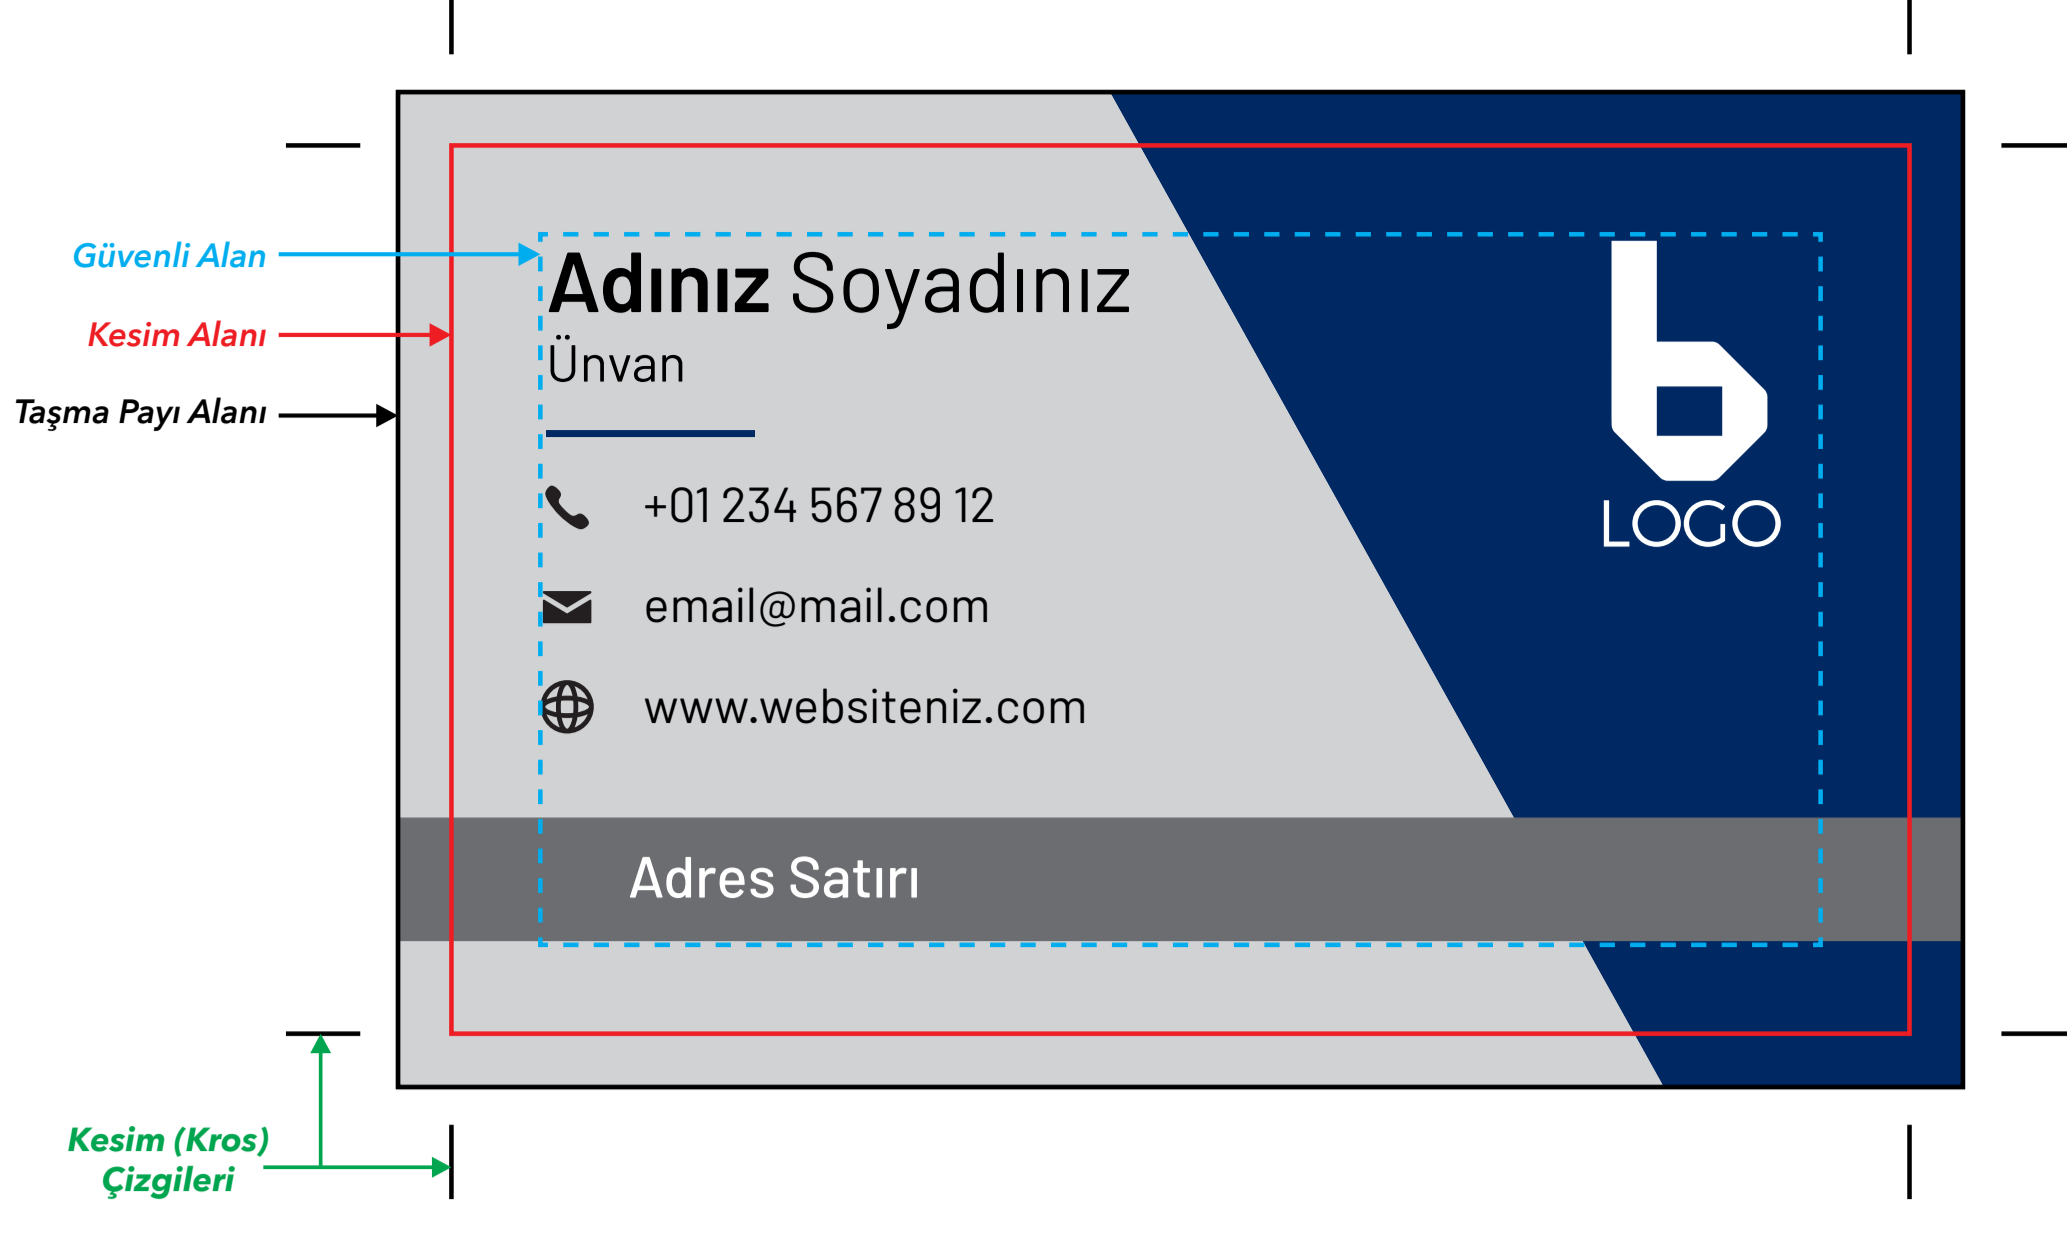 Güvenli Alan
Kesim Alanı
Taşma Payı Alanı
Adınız Soyadınız
Ünvan
+01 234 567 89 12
email@mail.com
www.websiteniz.com
b
LOGO
Adres Satırı
Kesim (Kros)
Çizgileri